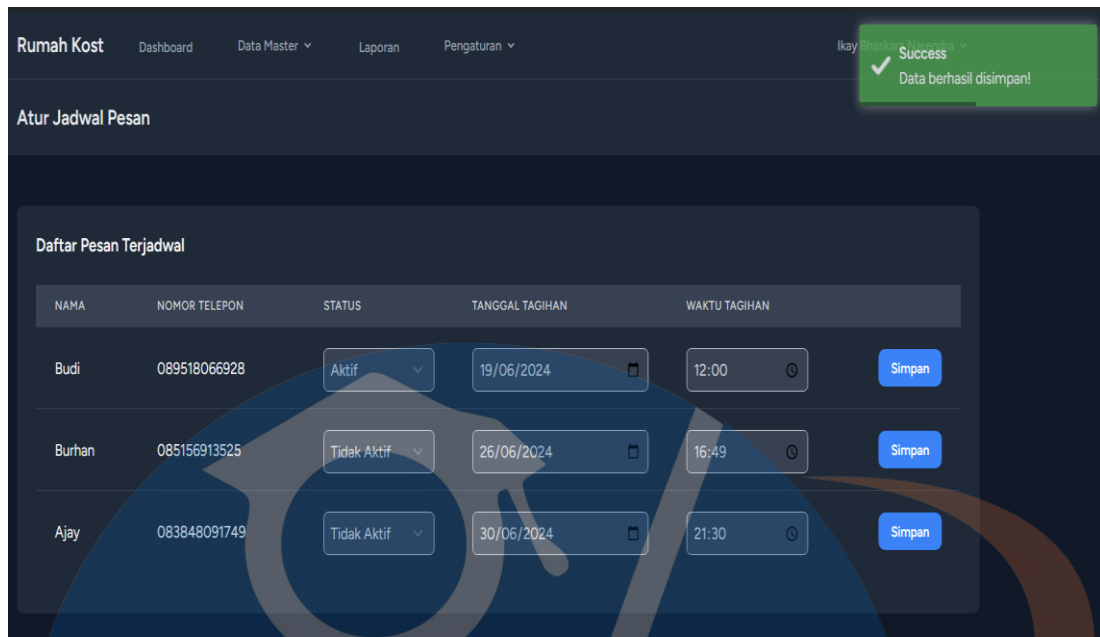 Rumah Kost Dashboard Data Master Laporan Pengaturan Ikay Bhaskara Narendra
Success
Data berhasil disimpan!
Atur Jadwal Pesan
Daftar Pesan Terjadwal
NAMA NOMOR TELEPON STATUS TANGGAL TAGIHAN WAKTU TAGIHAN
Budi 089518066928 Aktif 19/06/2024 12:00 Simpan
Burhan 085156913525 Tidak Aktif 26/06/2024 16:49 Simpan
Ajay 083848091749 Tidak Aktif 30/06/2024 21:30 Simpan